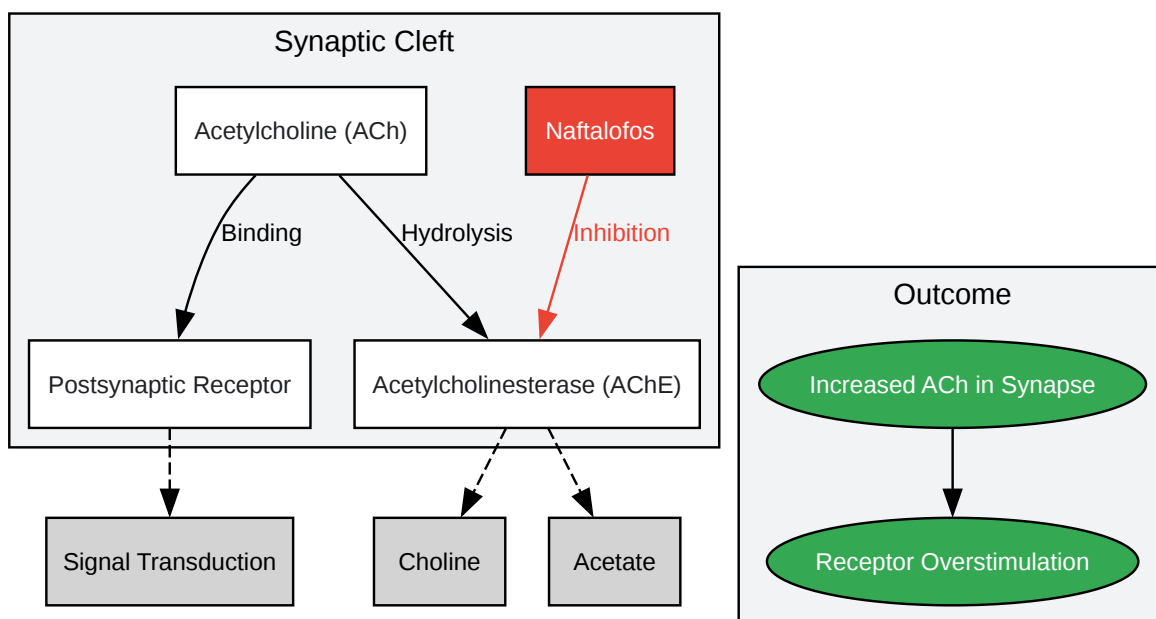 Synaptic Cleft
Acetylcholine (ACh)
Naftalofos
Binding
Hydrolysis
Inhibition
Postsynaptic Receptor
Acetylcholinesterase (AChE)
Signal Transduction
Choline
Acetate
Outcome
Increased ACh in Synapse
Receptor Overstimulation